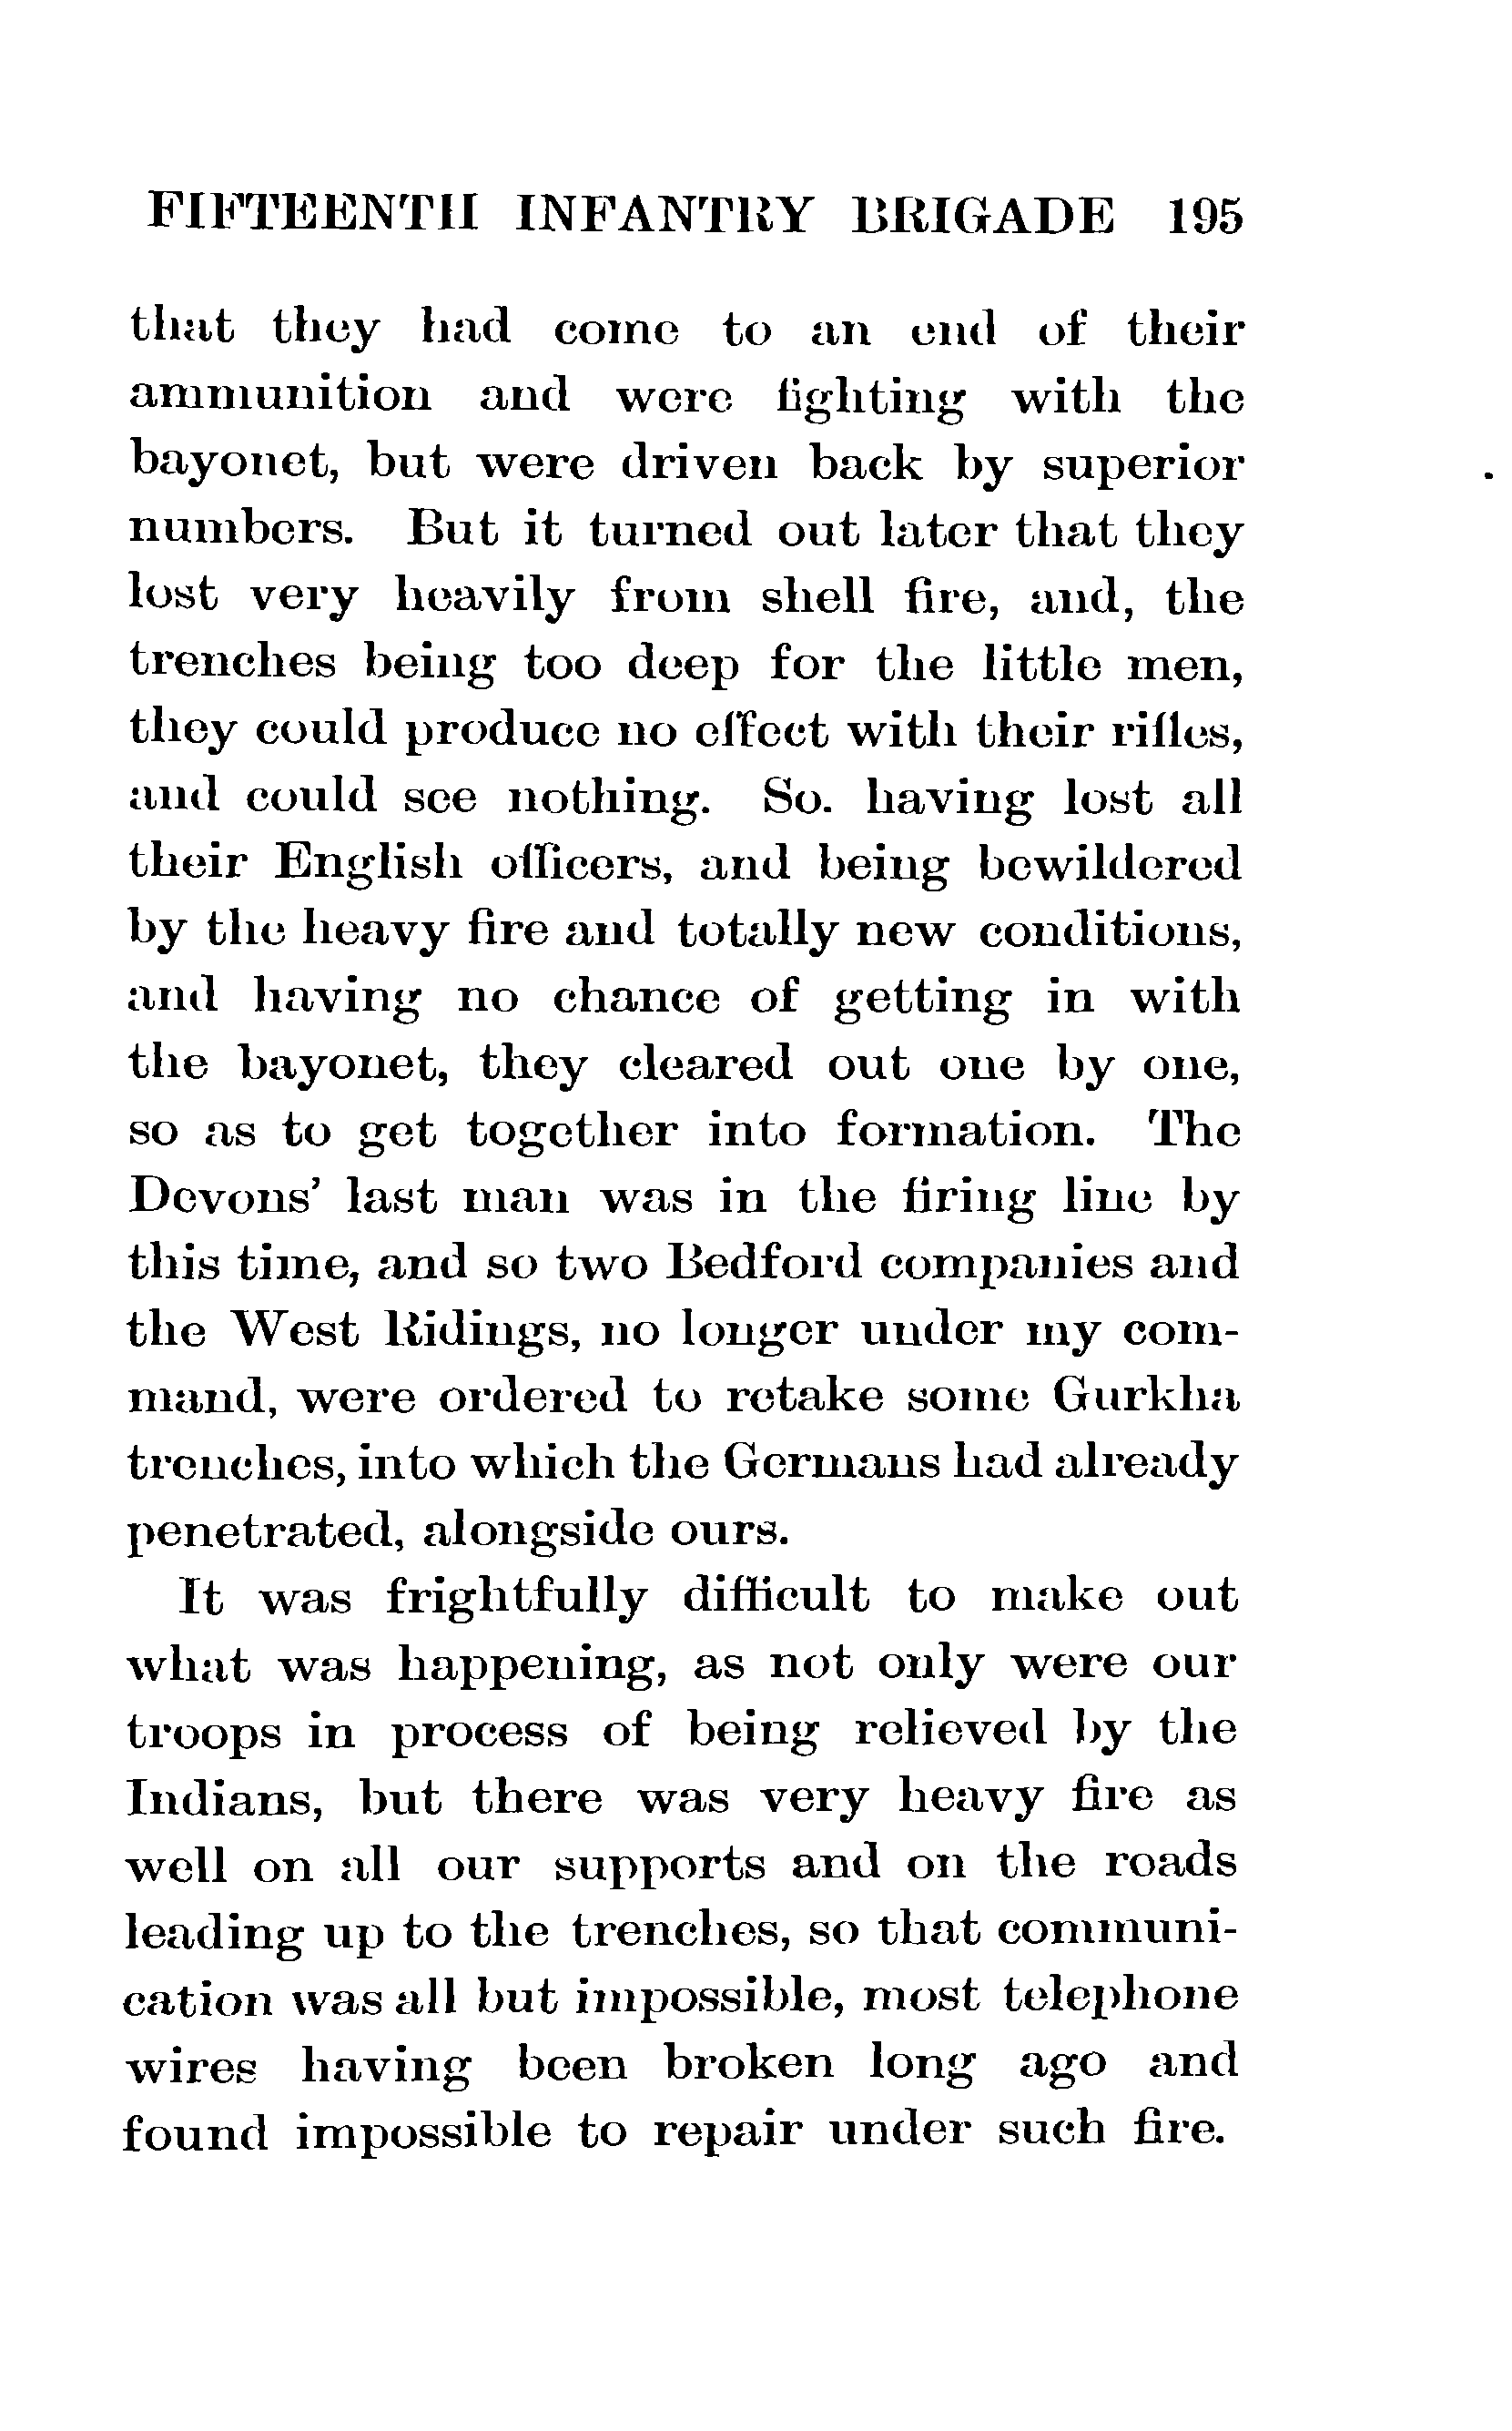 FIFTEENTH INFANTRY BRIGADE 195
that they had come to an end of their
ammunition and were fighting with the
bayonet, but were driven back by superior
numbers. But it turned out later that they
lost very heavily from shell fire, and, the
trenches being too deep for the little men,
they could produce no effect with their rifles,
and could see nothing. So. having lost all
their English officers, and being bewildered
by the heavy fire and totally new conditions,
and having no chance of getting in with
the bayonet, they cleared out one by one,
so as to get together into formation. The
Devons' last man was in the firing line by
this time, and so two Bedford companies and
the West Ridings, no longer under my com-
mand, were ordered to retake some Gurkha
trenches, into which the Germans had already
penetrated, alongside ours.
It was frightfully difficult to make out
what was happening, as not only were our
troops in process of being relieved by the
Indians, but there was very heavy fire as
well on all our supports and on the roads
leading up to the trenches, so that communi-
cation was all but impossible, most telephone
wires having been broken long ago and
found impossible to repair under such fire.